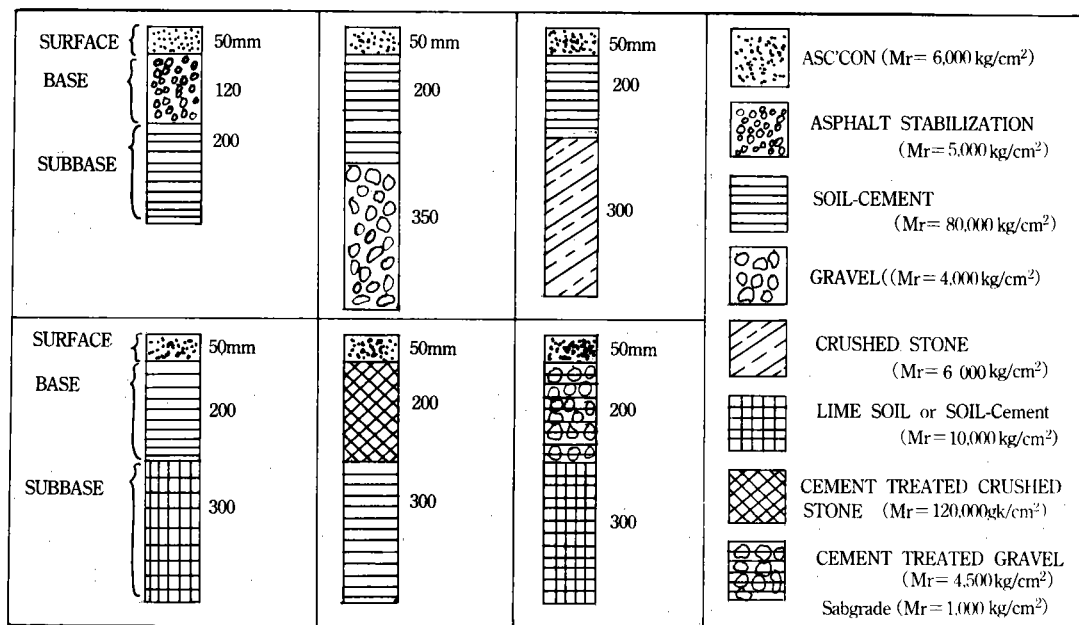 SURFACE
50mm
BASE
120
200
SUBBASE
50mm
200
350
50mm
200
300
SURFACE
50mm
BASE
200
SUBBASE
300
50mm
200
300
50mm
200
300
ASC'CON (Mr= 6,000 kg/cm²)
ASPHALT STABILIZATION
(Mr= 5,000 kg/cm²)
SOIL-CEMENT
(Mr= 80,000 kg/cm²)
GRAVEL((Mr= 4,000 kg/cm²)
CRUSHED STONE
(Mr= 6 000 kg/cm²)
LIME SOIL or SOIL-Cement
(Mr= 10,000 kg/cm²)
CEMENT TREATED CRUSHED
STONE (Mr= 120,000gk/cm²)
CEMENT TREATED GRAVEL
(Mr= 4,500 kg/cm²)
Sabgrade (Mr= 1,000 kg/cm²)